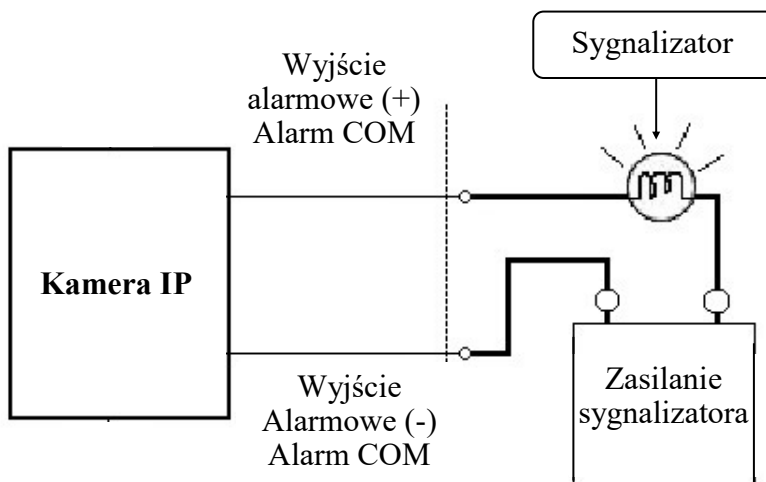 Sygnalizator
Wyjście
alarmowe (+)
Alarm COM
Kamera IP
Wyjście
Alarmowe (-)
Alarm COM
Zasilanie
sygnalizatora